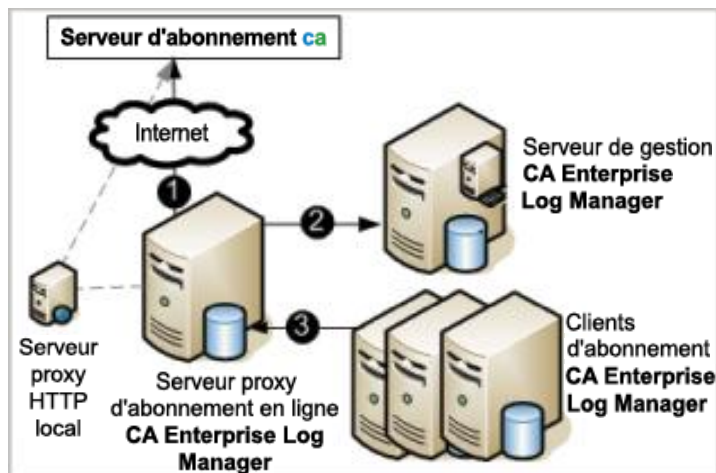 Serveur d'abonnement ca
Internet
1
2
Serveur de gestion
CA Enterprise
Log Manager
3
Serveur
proxy
HTTP
local
Serveur proxy
d'abonnement en ligne
CA Enterprise Log
Manager
Clients
d'abonnement
CA Enterprise
Log Manager